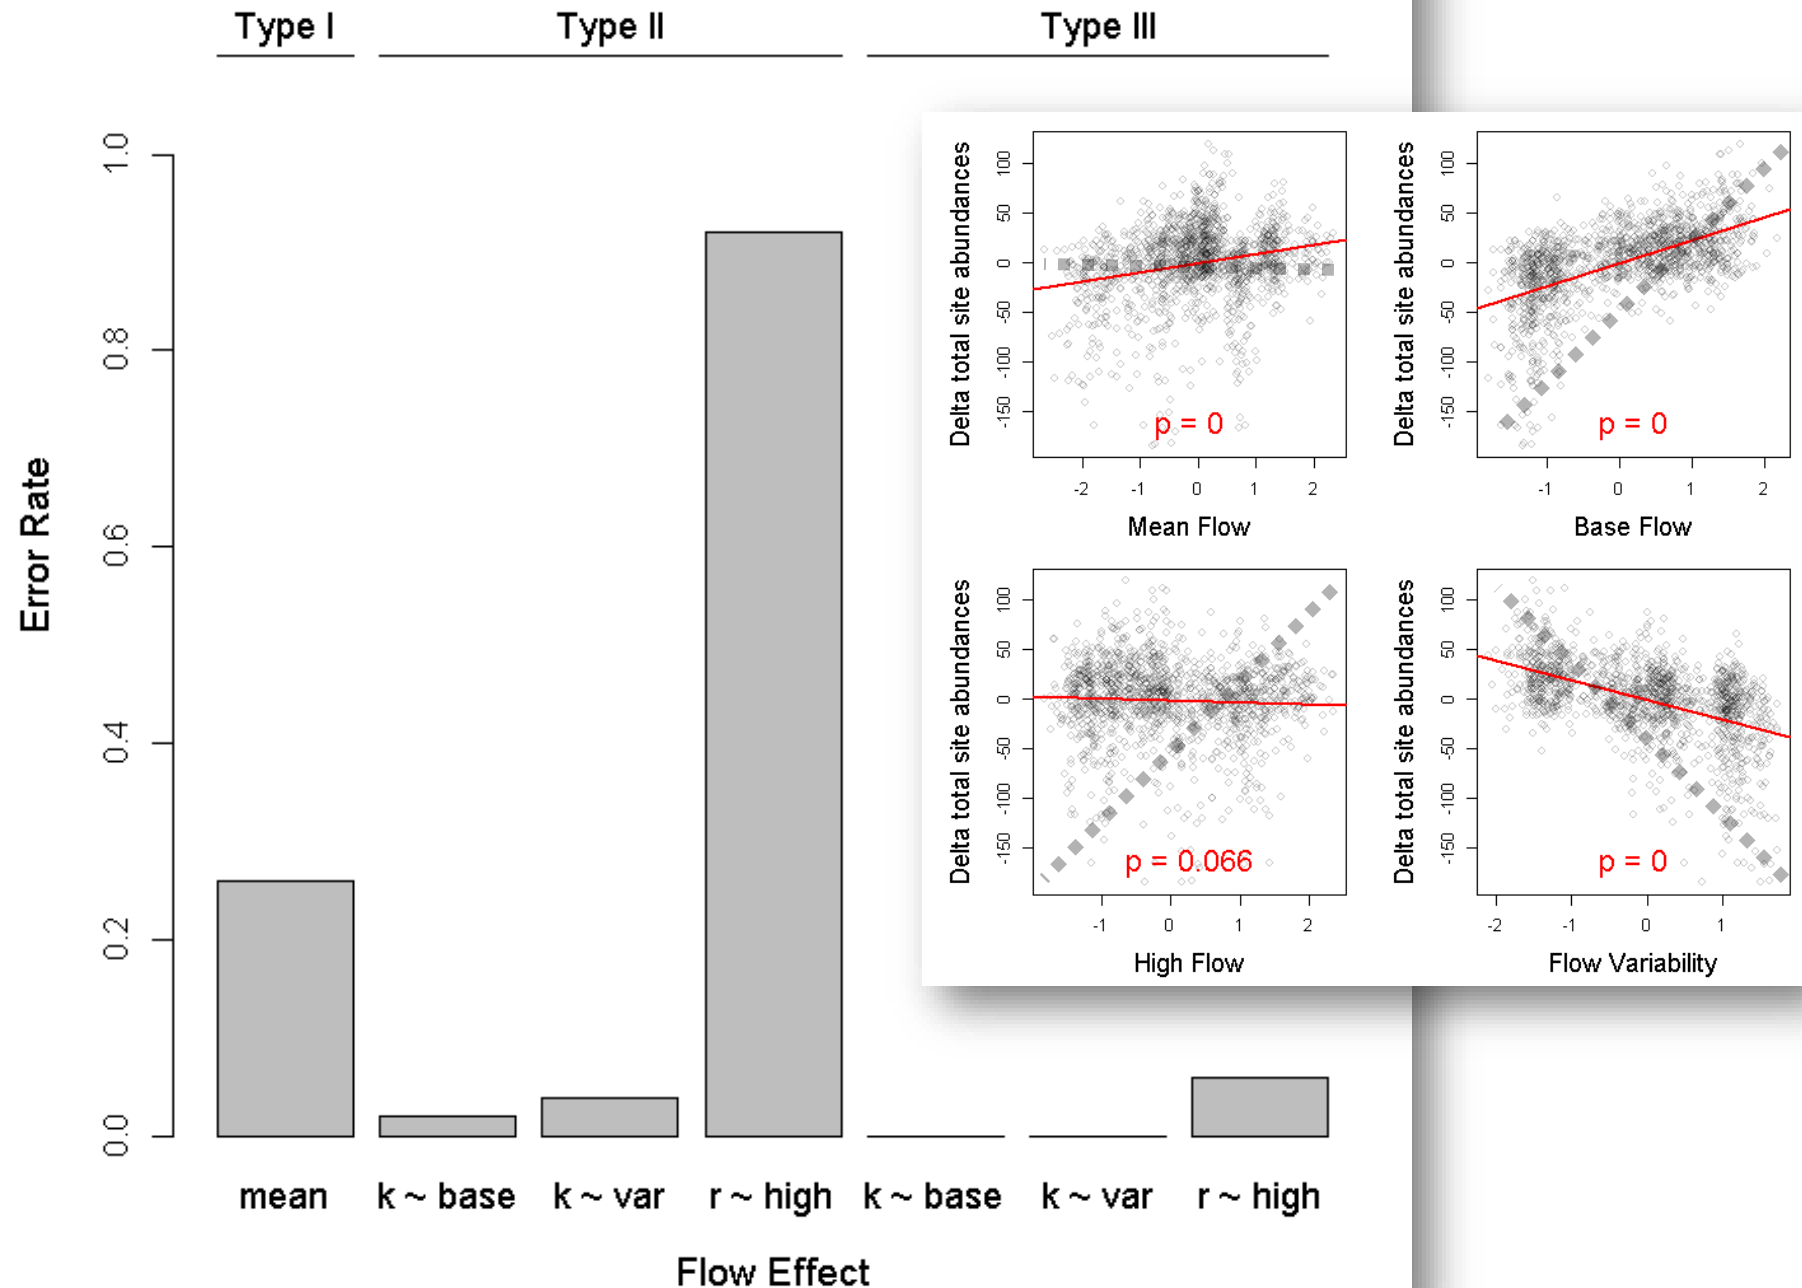 Type I Type II Type III
Error Rate
1.0
0.8
0.6
0.4
0.2
0.0
mean k ~ base k ~ var r ~ high k ~ base k ~ var r ~ high
Flow Effect
Delta total site abundances
100
50
0
-50
-100
-150
p = 0
-2 -1 0 1 2
Mean Flow
Delta total site abundances
100
50
0
-50
-100
-150
p = 0
-1 0 1 2
Base Flow
Delta total site abundances
100
50
0
-50
-100
-150
p = 0.066
-1 0 1 2
High Flow
Delta total site abundances
100
50
0
-50
-100
-150
p = 0
-2 -1 0 1
Flow Variability